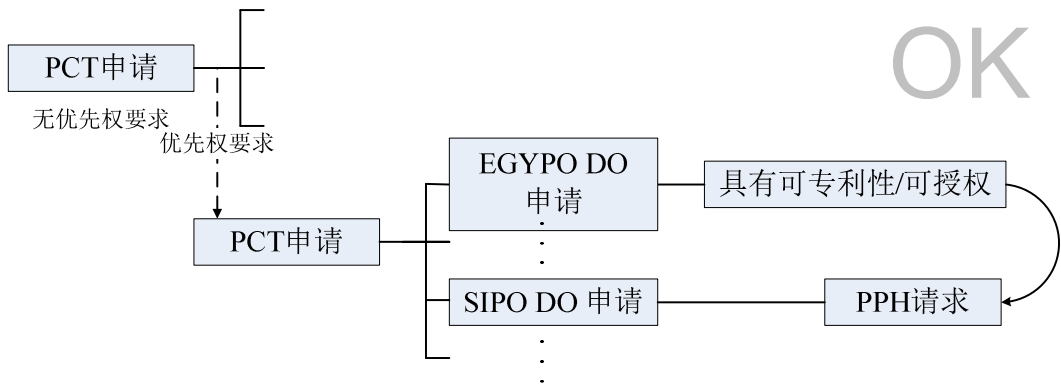 OK
PCT申请
无优先权要求
优先权要求
EGYPO DO
申请
具有可专利性/可授权
PCT申请
SIPO DO 申请
PPH请求